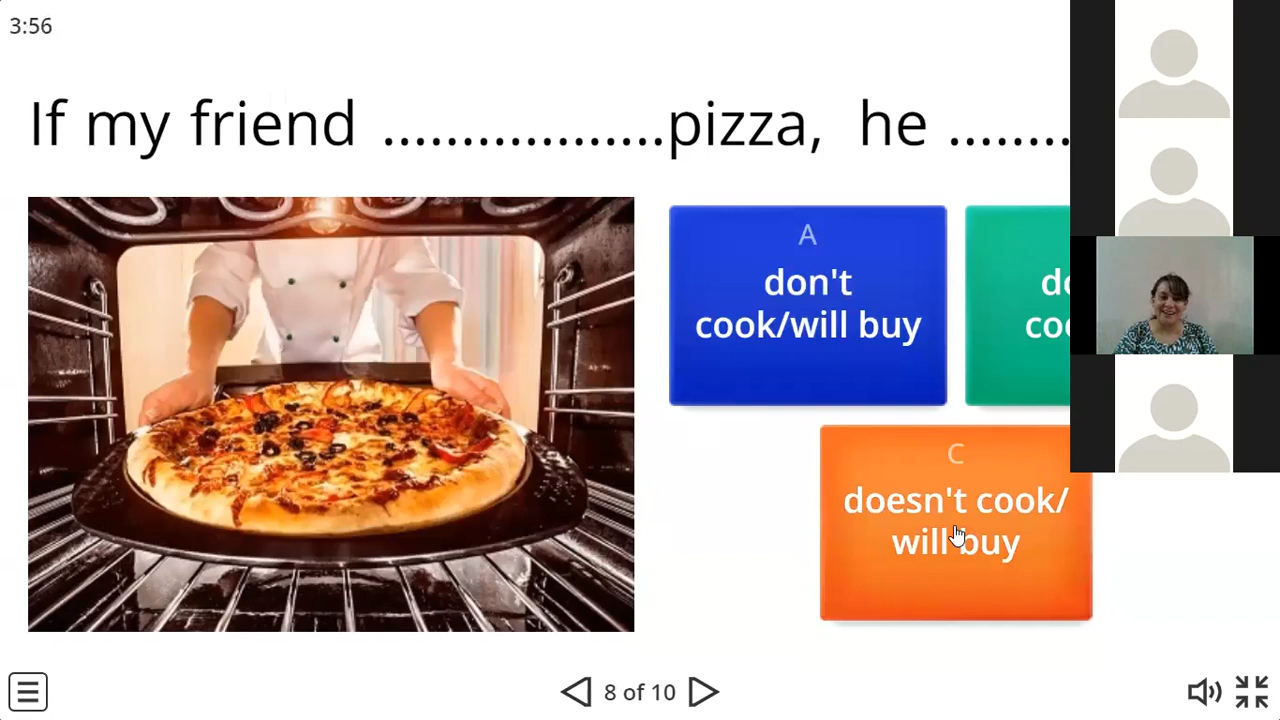 3:56
If my friend ..................pizza, he ........
A
don't
cook/will buy
C
doesn't cook/
will buy
8 of 10